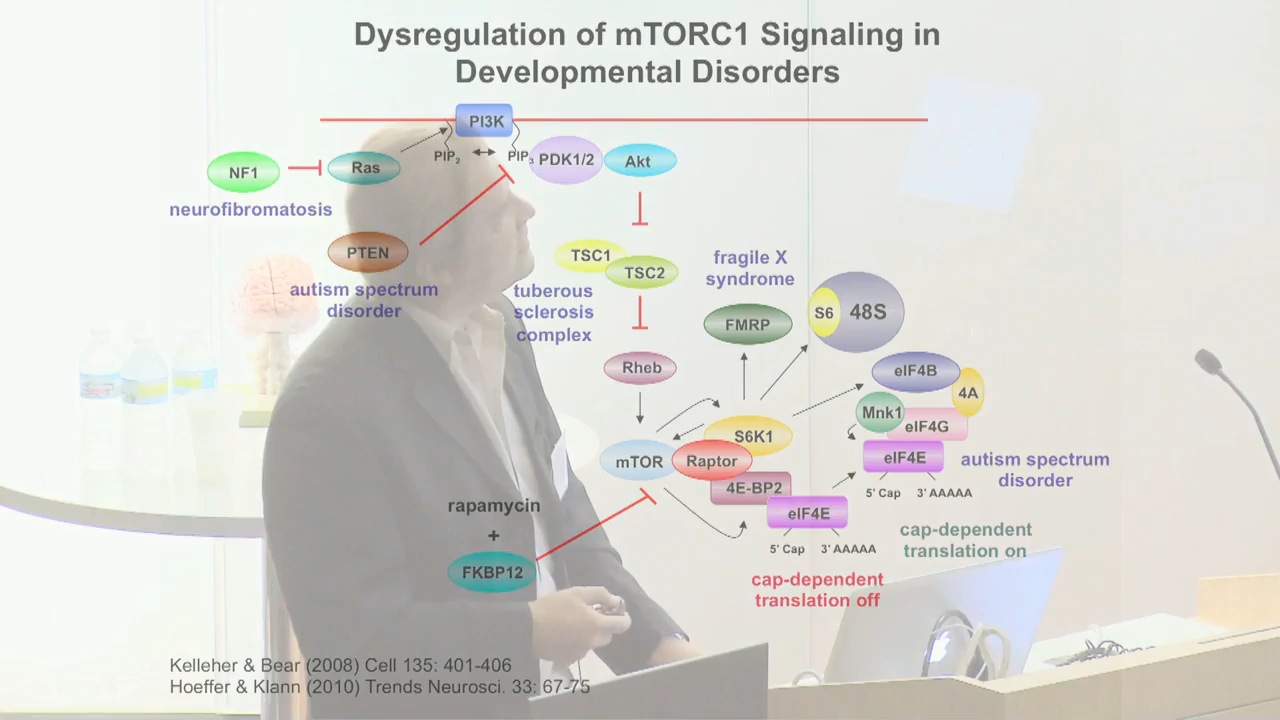 Dysregulation of mTORC1 Signaling in
Developmental Disorders
PI3K
PIP2
PIP3
PDK1/2
Akt
NF1
Ras
neurofibromatosis
PTEN
autism spectrum
disorder
TSC1
TSC2
tuberous
sclerosis
complex
fragile X
syndrome
FMRP
S6
48S
Rheb
eIF4B
4A
Mnk1
eIF4G
S6K1
mTOR
Raptor
eIF4E
autism spectrum
disorder
4E-BP2
5' Cap
3' AAAAA
rapamycin
+
FKBP12
eIF4E
5' Cap
3' AAAAA
cap-dependent
translation on
cap-dependent
translation off
Kelleher & Bear (2008) Cell 135: 401-406
Hoeffer & Klann (2010) Trends Neurosci. 33: 67-75